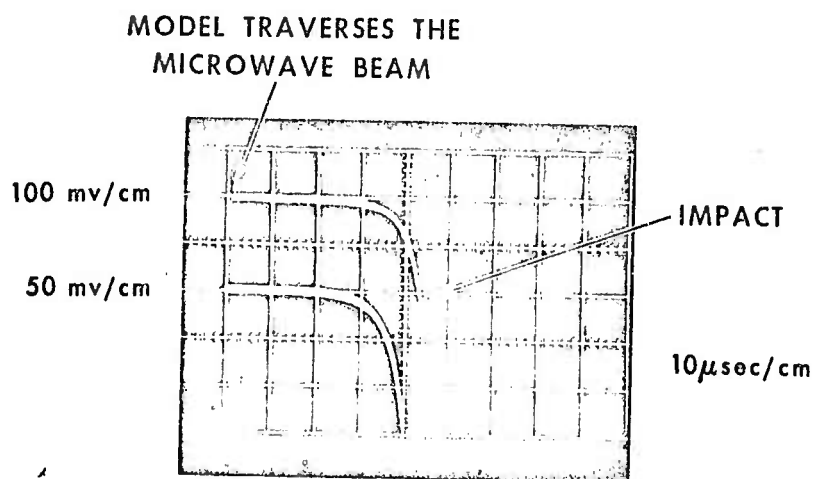 MODEL TRAVERSES THE
MICROWAVE BEAM
100 mv/cm
IMPACT
50 mv/cm
10μsec/cm